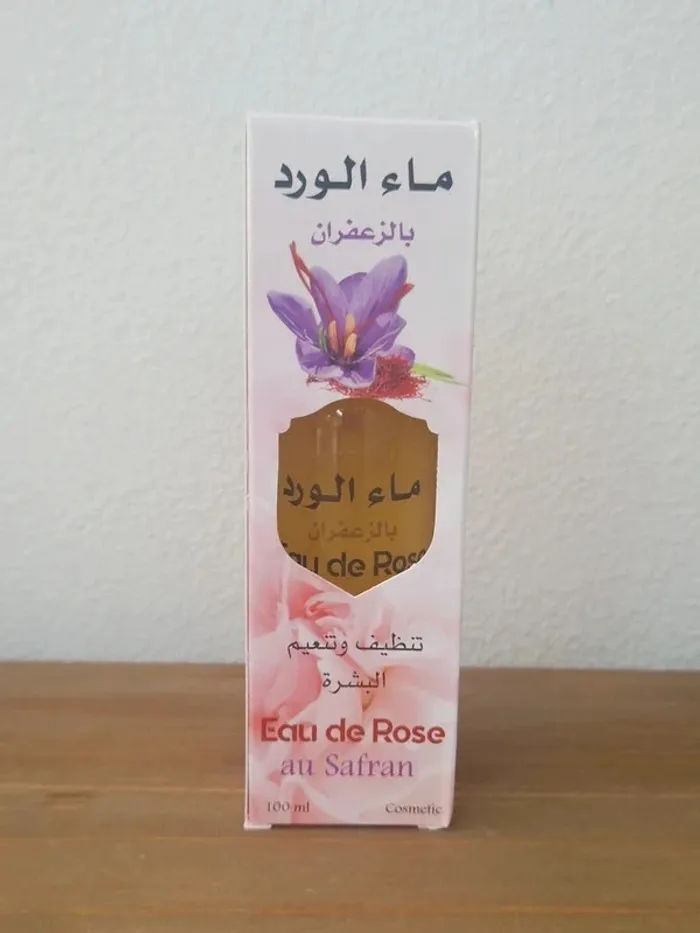 ماء الورد
بالزعفران
ماء الورد
بالزعفران
Eau de Rose
تنظيف وتنعيم
البشرة
Eau de Rose
au Safran
100 ml
Cosmetic